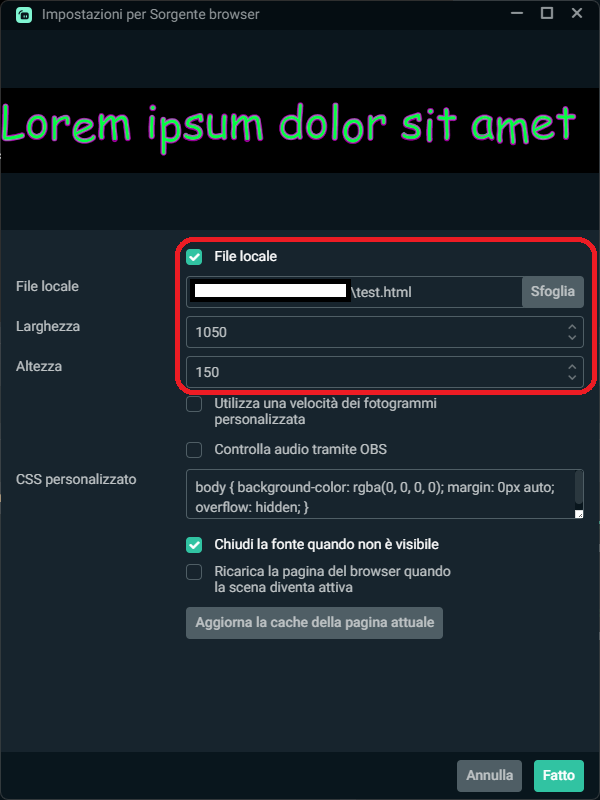 Impostazioni per Sorgente browser
Lorem ipsum dolor sit amet
File locale
File locale
\test.html
Sfoglia
Larghezza
1050
Altezza
150
Utilizza una velocità dei fotogrammi
personalizzata
Controlla audio tramite OBS
CSS personalizzato
body { background-color: rgba(0, 0, 0, 0); margin: 0px auto;
overflow: hidden; }
Chiudi la fonte quando non è visibile
Ricarica la pagina del browser quando
la scena diventa attiva
Aggiorna la cache della pagina attuale
Annulla
Fatto